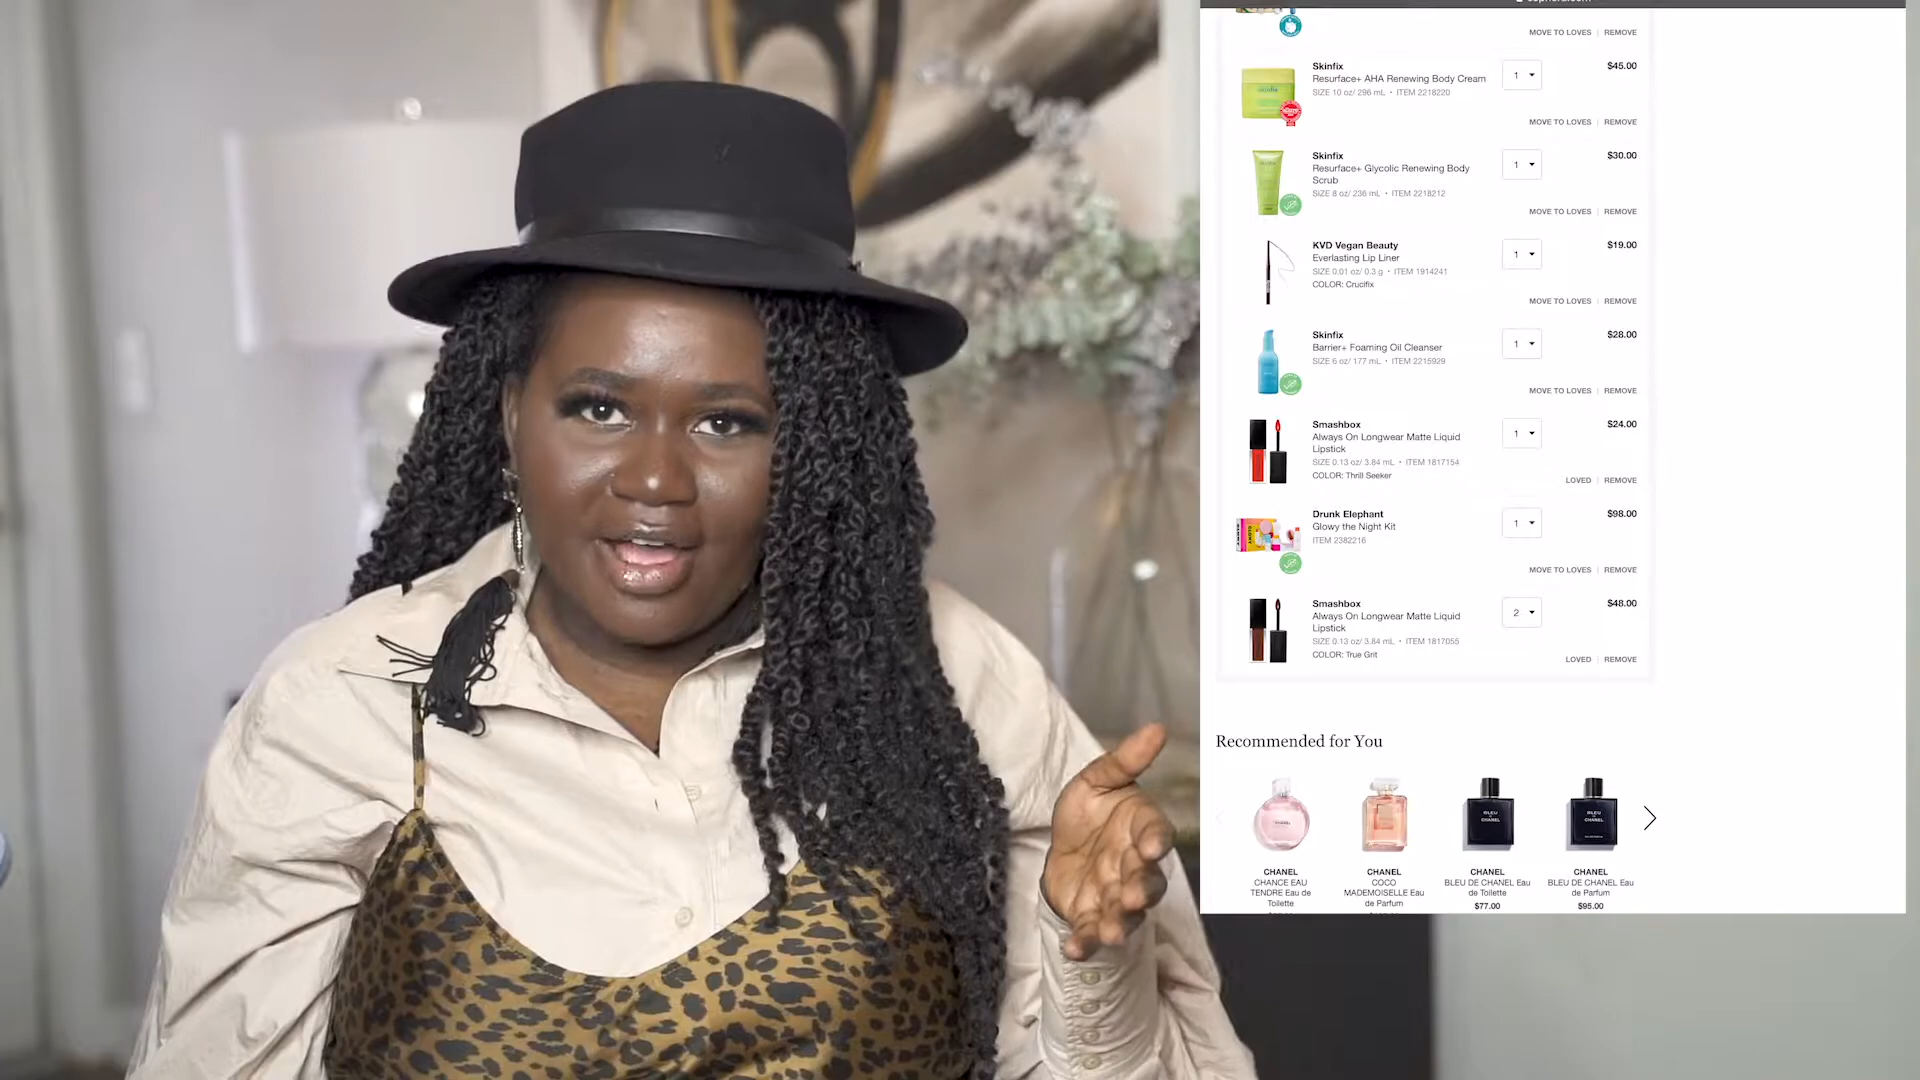 MOVE TO LOVES | REMOVE
Skinfix
Resurface+ AHA Renewing Body Cream
SIZE 10 oz/ 296 mL • ITEM 2218220
1
$45.00
MOVE TO LOVES | REMOVE
Skinfix
Resurface+ Glycolic Renewing Body
Scrub
SIZE 8 oz/ 236 mL • ITEM 2218212
1
$30.00
MOVE TO LOVES | REMOVE
KVD Vegan Beauty
Everlasting Lip Liner
SIZE 0.01 oz/ 0.3 g • ITEM 1914241
COLOR: Crucifix
1
$19.00
MOVE TO LOVES | REMOVE
Skinfix
Barrier+ Foaming Oil Cleanser
SIZE 6 oz/ 177 mL • ITEM 2215929
1
$28.00
MOVE TO LOVES | REMOVE
Smashbox
Always On Longwear Matte Liquid
Lipstick
SIZE 0.13 oz/ 3.84 mL • ITEM 1817154
COLOR: Thrill Seeker
1
$24.00
LOVED | REMOVE
Drunk Elephant
Glowy the Night Kit
ITEM 2382216
1
$98.00
MOVE TO LOVES | REMOVE
Smashbox
Always On Longwear Matte Liquid
Lipstick
SIZE 0.13 oz/ 3.84 mL • ITEM 1817055
COLOR: True Grit
2
$48.00
LOVED | REMOVE
Recommended for You
BLEU
DE
CHANEL
BLEU
DE
CHANEL
CHANEL
CHANCE EAU
TENDRE Eau de
Toilette
CHANEL
COCO
MADEMOISELLE Eau
de Parfum
CHANEL
BLEU DE CHANEL Eau
de Toilette
$77.00
CHANEL
BLEU DE CHANEL Eau
de Parfum
$95.00